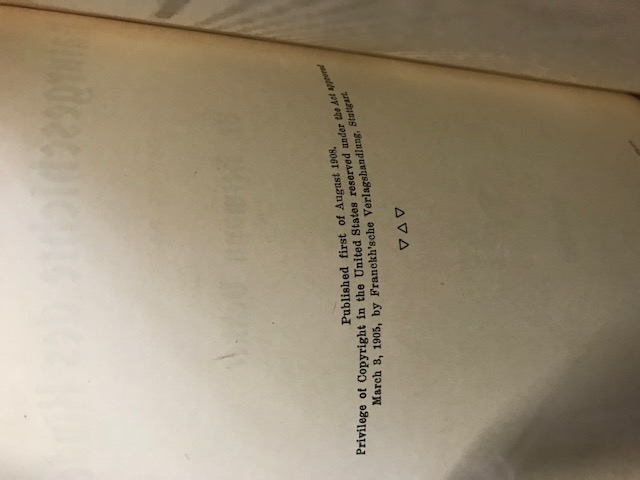 Published first of August 1908.
Privilege of Copyright in the United States reserved under the Act approved
March 3, 1905, by Franckh'sche Verlagshandlung, Stuttgart.